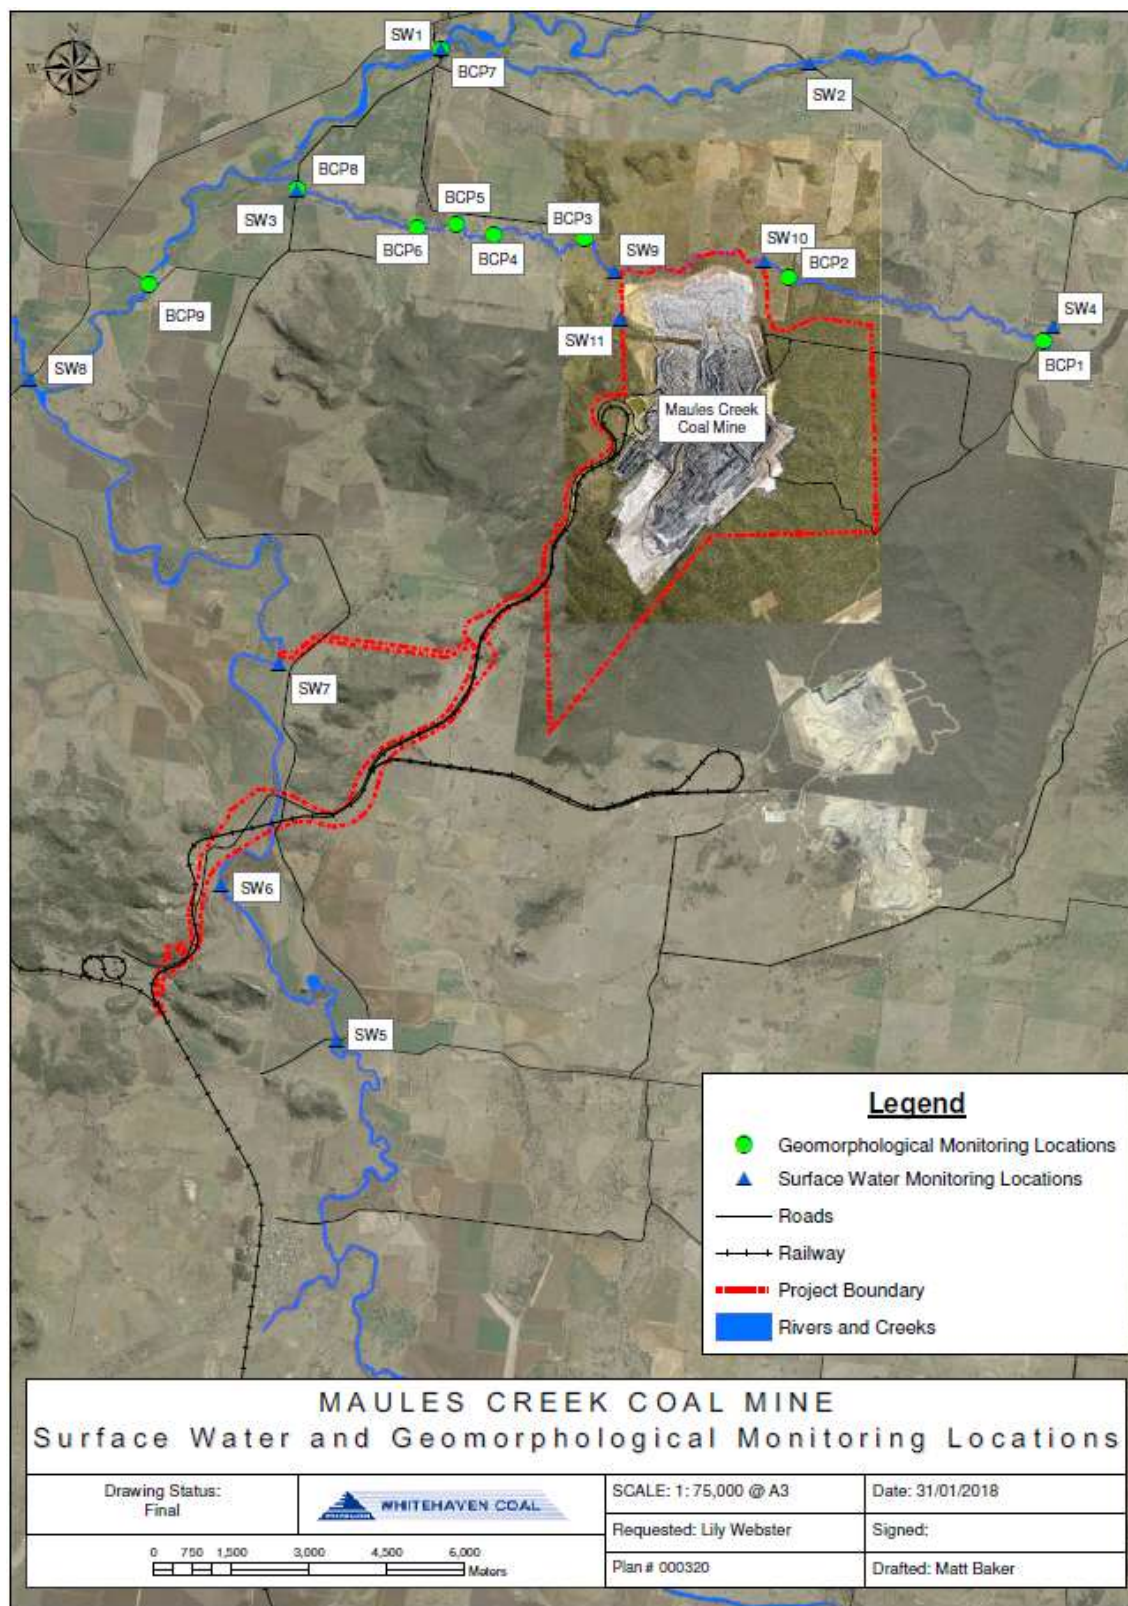 N
W
E
S
SW1
BCP7
SW2
BCP8
SW3
BCP5
BCP6
BCP4
BCP3
SW9
SW10
BCP2
BCP9
SW11
SW4
BCP1
SW8
Maules Creek
Coal Mine
SW7
SW6
SW5
Legend
Geomorphological Monitoring Locations
Surface Water Monitoring Locations
Roads
Railway
Project Boundary
Rivers and Creeks
MAULES CREEK COAL MINE
Surface Water and Geomorphological Monitoring Locations
Drawing Status:
Final
WHITEHAVEN COAL
SCALE: 1: 75,000 @ A3
Date: 31/01/2018
Requested: Lily Webster
Signed:
0 750 1,500 3,000 4,500 6,000
Meters
Plan # 000320
Drafted: Matt Baker